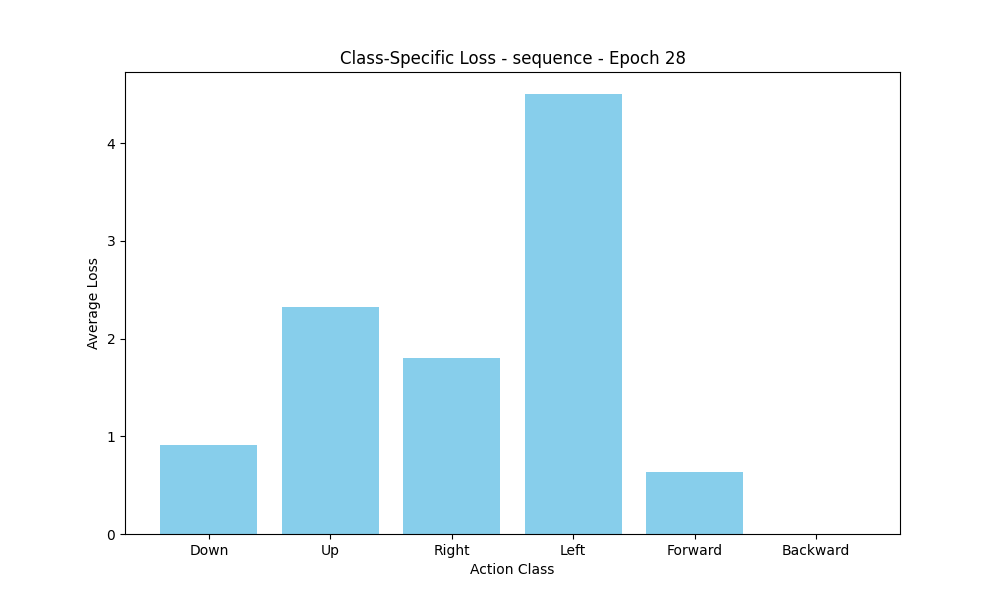 Class-Specific Loss - sequence - Epoch 28
4
3
2
1
0
Average Loss
Down Up Right Left Forward Backward
Action Class